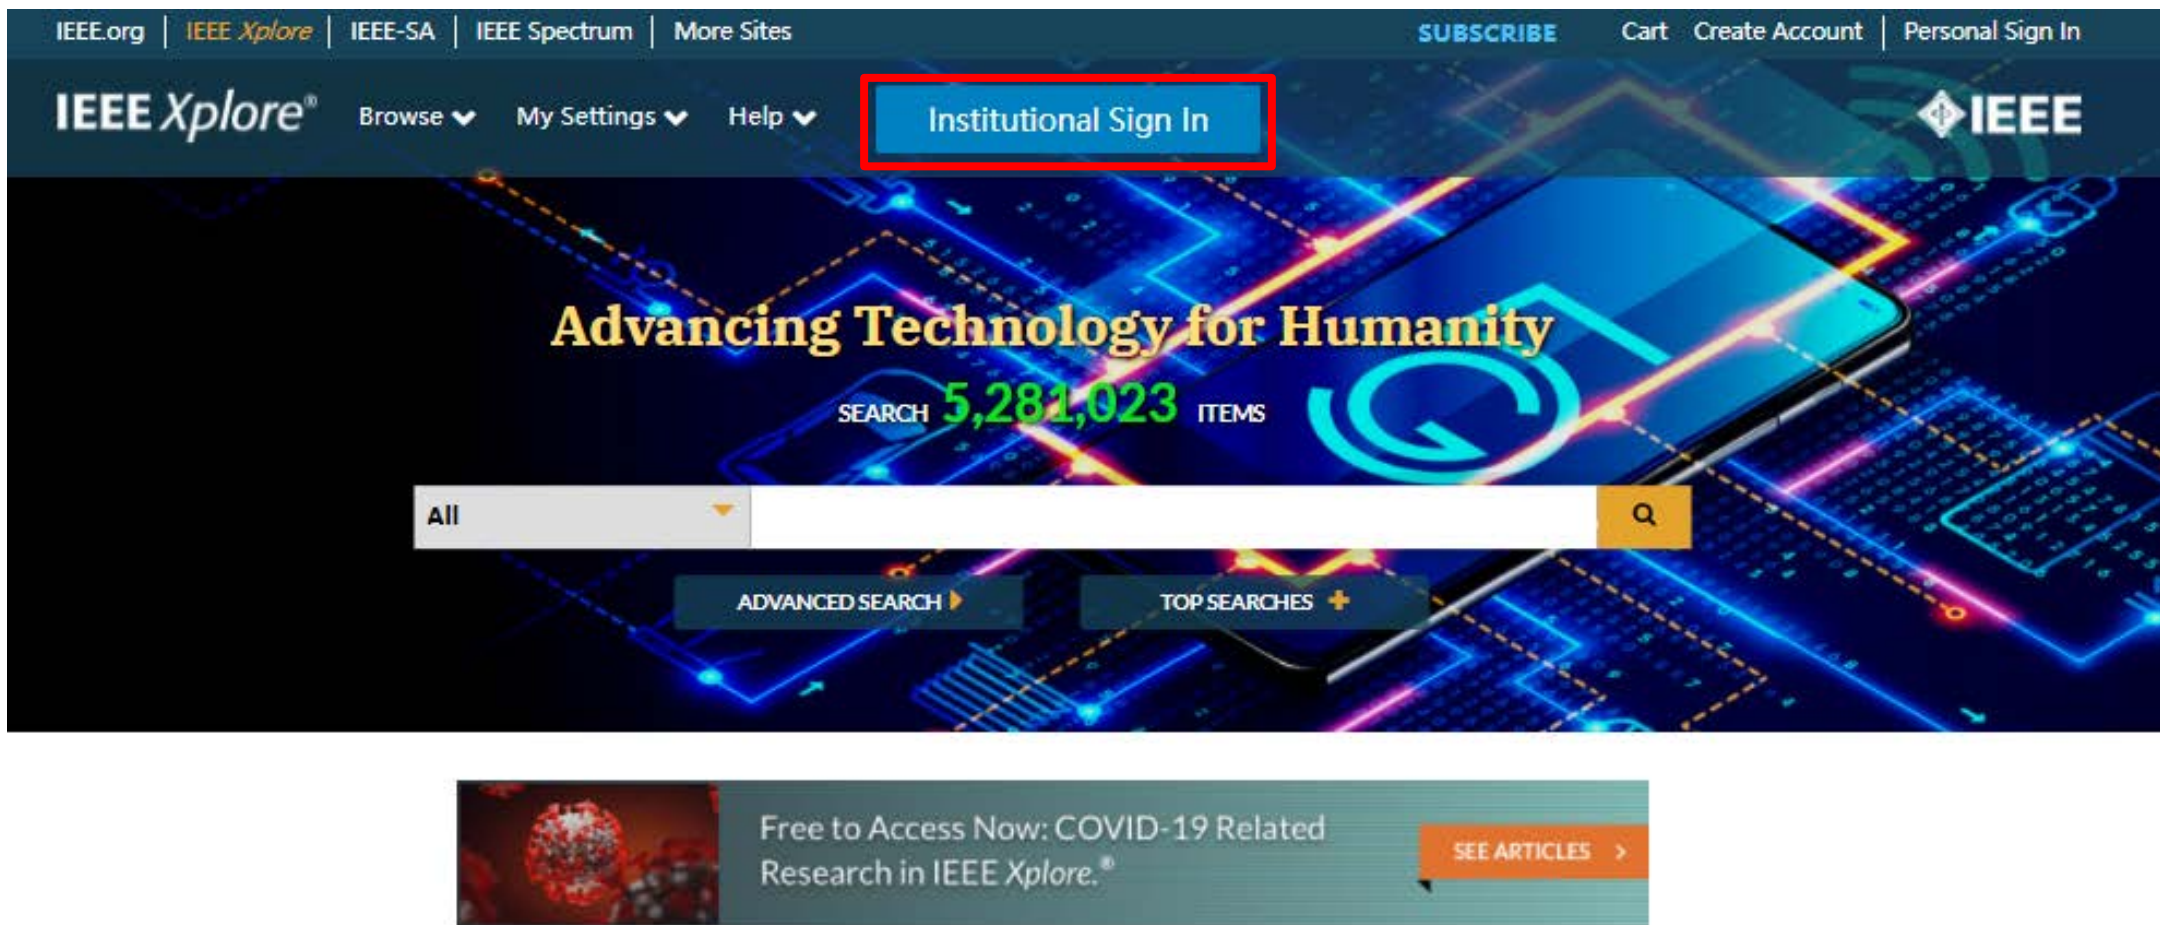 IEEE.org | IEEE Xplore | IEEE-SA | IEEE Spectrum | More Sites SUBSCRIBE Cart Create Account | Personal Sign In
IEEE Xplore® Browse My Settings Help Institutional Sign In IEEE
Advancing Technology for Humanity
SEARCH 5,281,023 ITEMS
All
ADVANCED SEARCH TOP SEARCHES
Free to Access Now: COVID-19 Related
Research in IEEE Xplore.®
SEE ARTICLES >